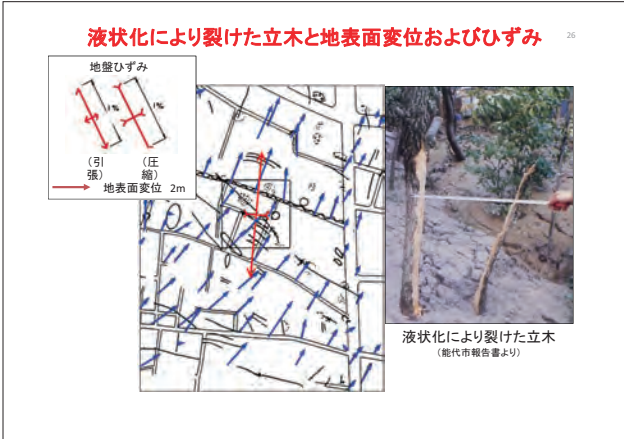 液状化により裂けた立木と地表面変位およびひずみ
26
地盤ひずみ
1%
1%
（引
張）
（圧
縮）
地表面変位 2m
液状化により裂けた立木
(能代市報告書より)